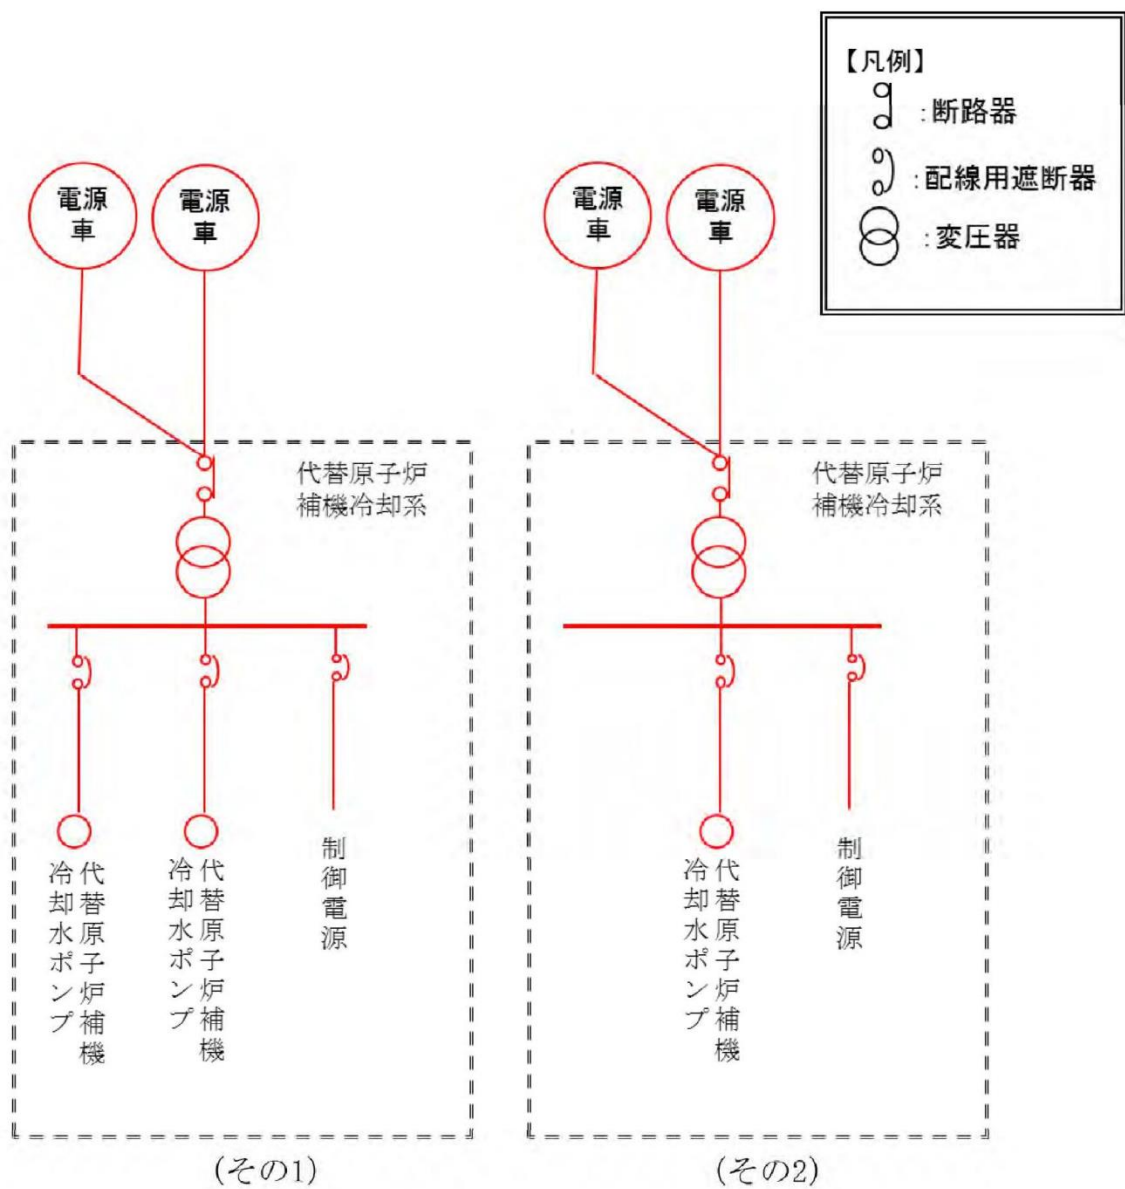 【凡例】
:断路器
:配線用遮断器
:変圧器
電源
車
電源
車
電源
車
電源
車
代替原子炉
補機冷却系
代替原子炉
補機冷却系
代替原子炉補機
冷却水ポンプ
代替原子炉補機
冷却水ポンプ
制御電源
代替原子炉補機
冷却水ポンプ
制御電源
(その1)
(その2)